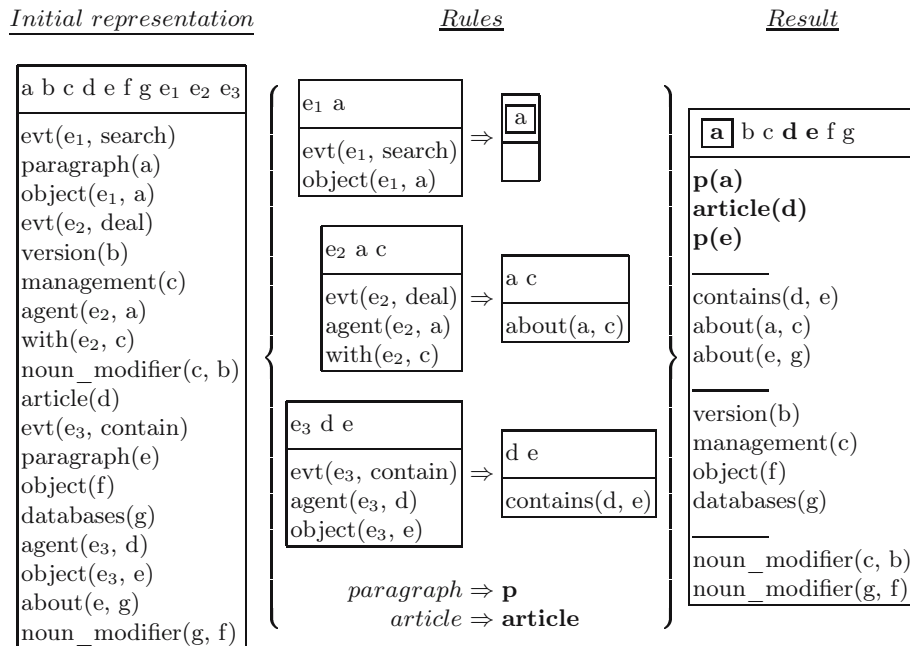 Initial representation
Rules
Result
a b c d e f g e₁ e₂ e₃
evt(e₁, search)
paragraph(a)
object(e₁, a)
evt(e₂, deal)
version(b)
management(c)
agent(e₂, a)
with(e₂, c)
noun_modifier(c, b)
article(d)
evt(e₃, contain)
paragraph(e)
object(f)
databases(g)
agent(e₃, d)
object(e₃, e)
about(e, g)
noun_modifier(g, f)
e₁ a
evt(e₁, search)
object(e₁, a)
⇒
a
e₂ a c
evt(e₂, deal)
agent(e₂, a)
with(e₂, c)
⇒
a c
about(a, c)
e₃ d e
evt(e₃, contain)
agent(e₃, d)
object(e₃, e)
⇒
d e
contains(d, e)
paragraph ⇒ p
article ⇒ article
a b c d e f g
p(a)
article(d)
p(e)
contains(d, e)
about(a, c)
about(e, g)
version(b)
management(c)
object(f)
databases(g)
noun_modifier(c, b)
noun_modifier(g, f)